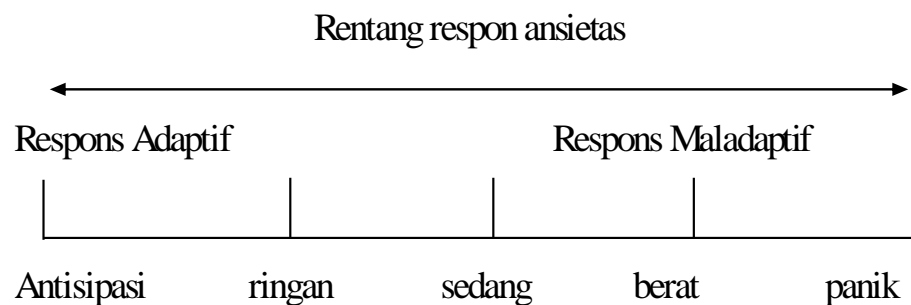 Rentang respon ansietas
Respons Adaptif Respons Maladaptif
Antisipasi ringan sedang berat panik